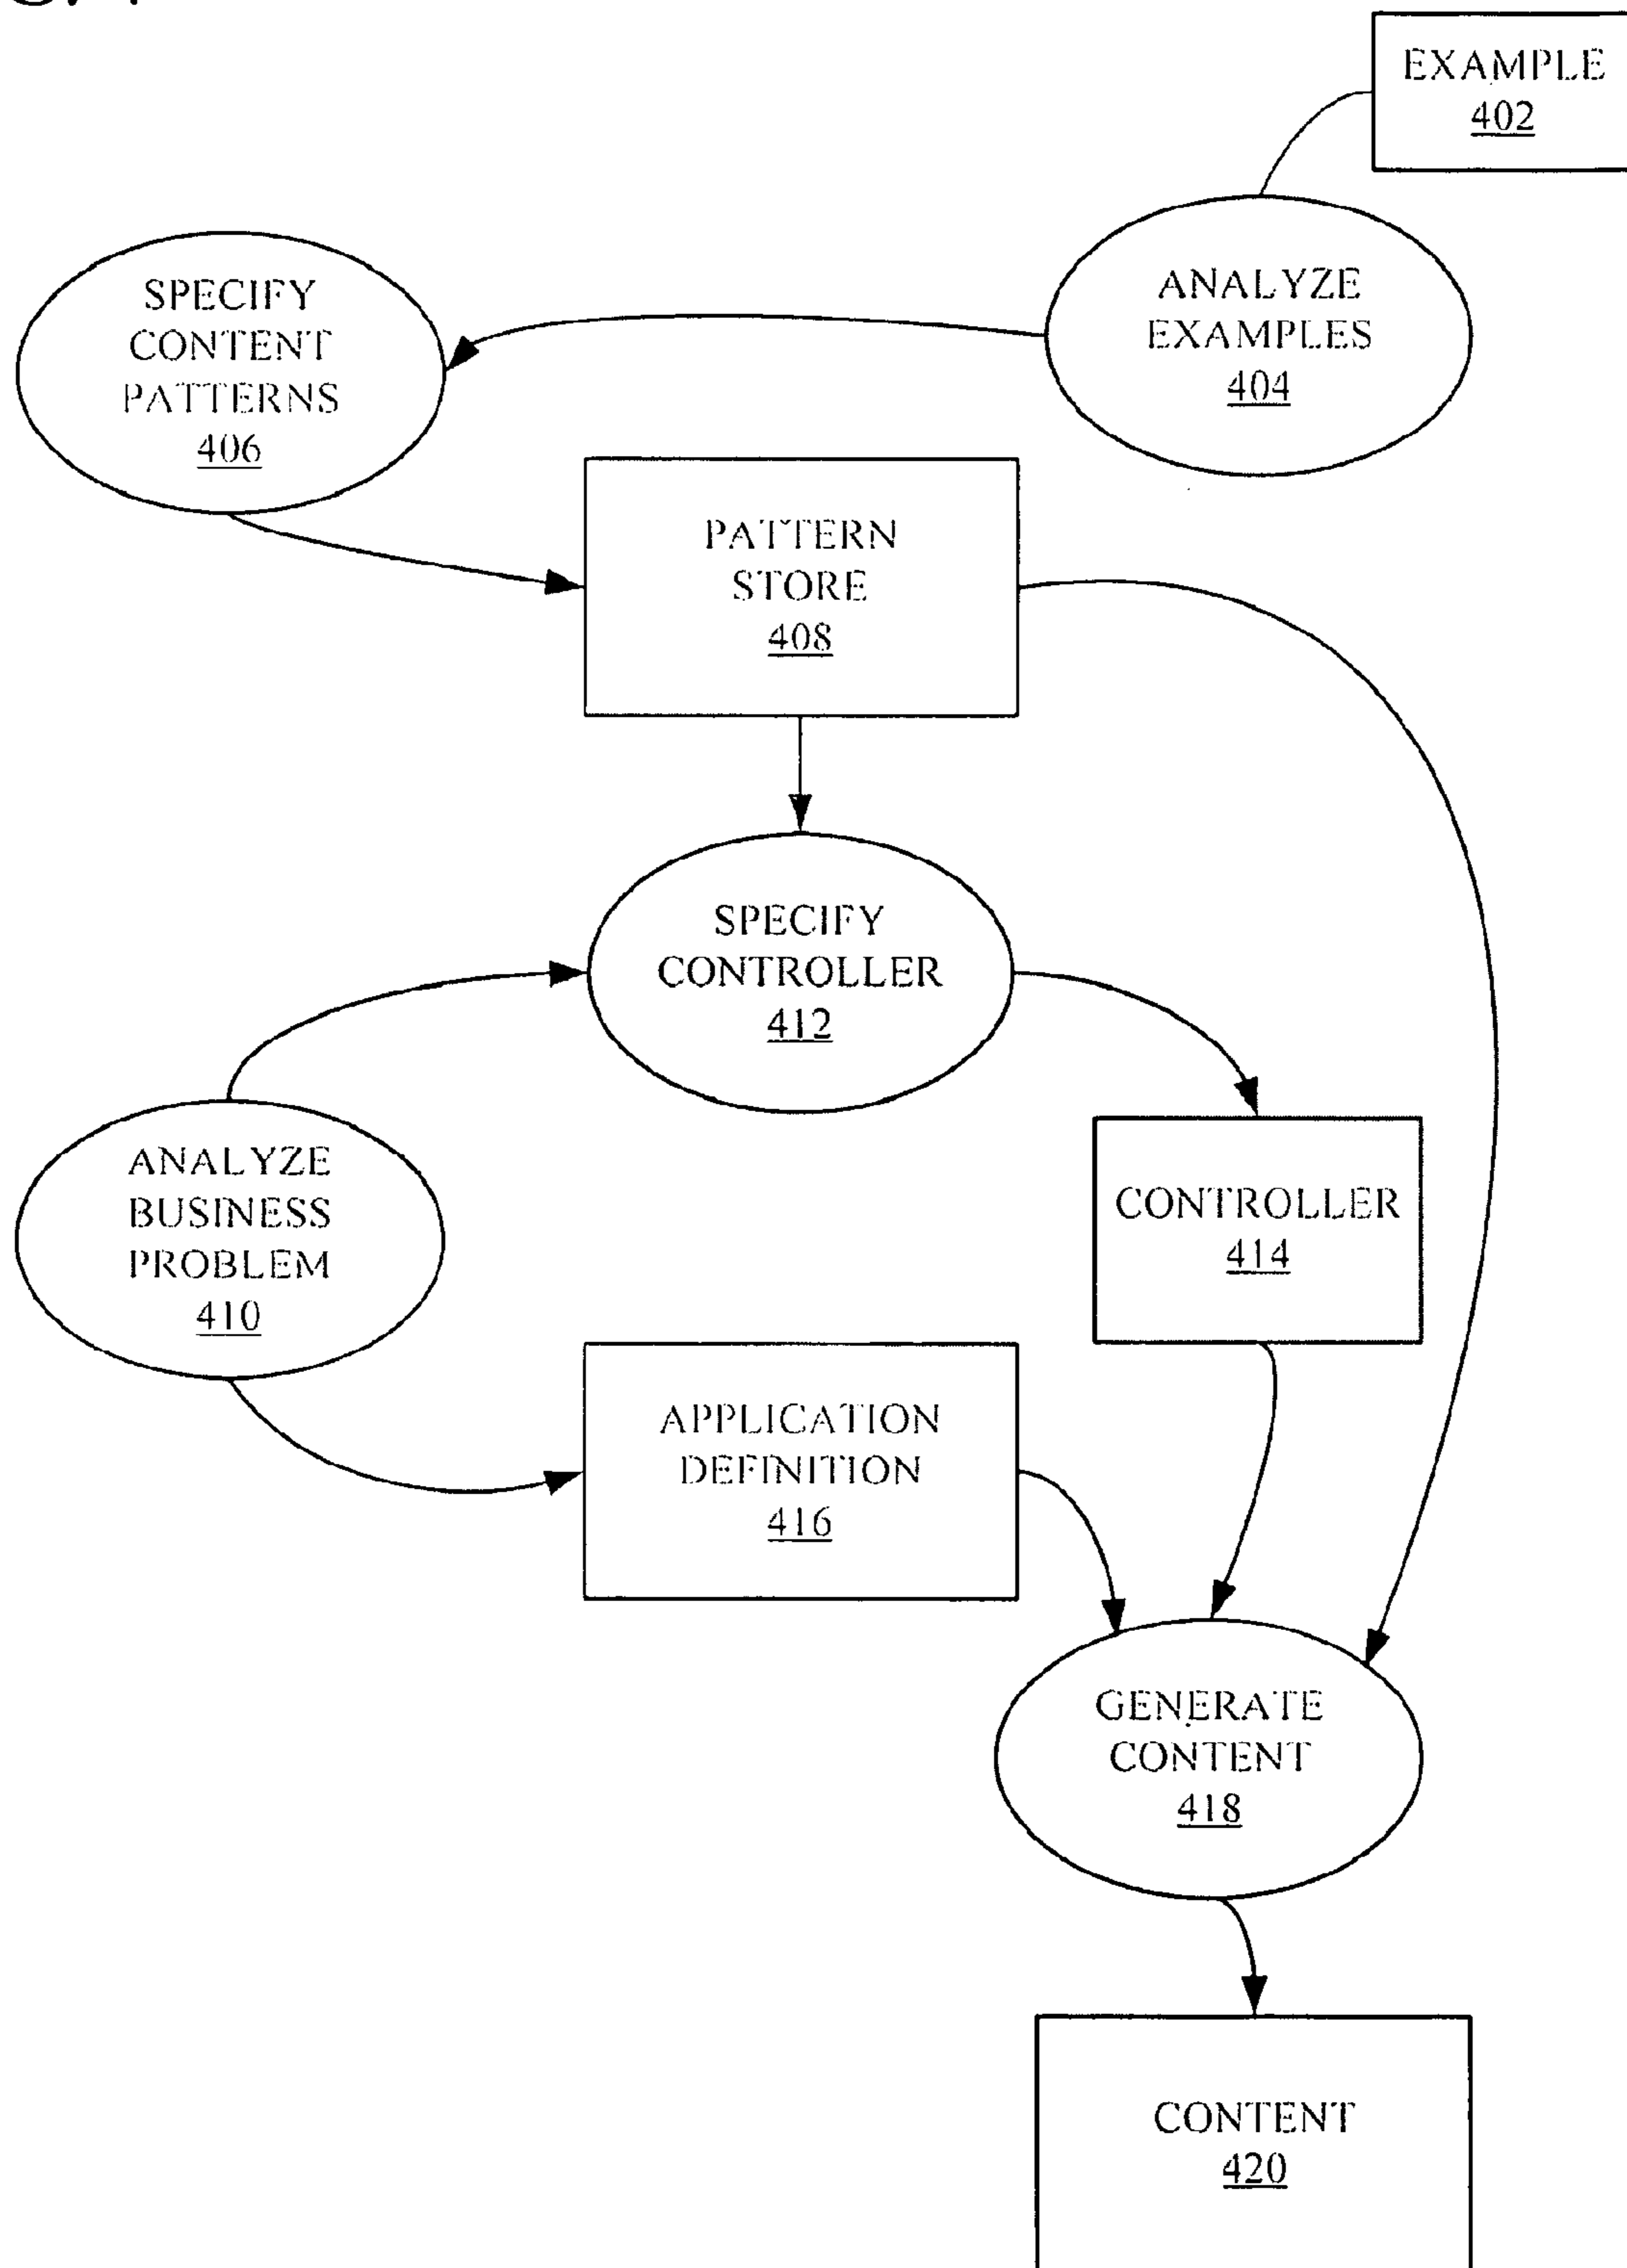 EXAMPLE
402
ANALYZE
EXAMPLES
404
SPECIFY
CONTENT
PATTERNS
406
PATTERN
STORE
408
SPECIFY
CONTROLLER
412
ANALYZE
BUSINESS
PROBLEM
410
CONTROLLER
414
APPLICATION
DEFINITION
416
GENERATE
CONTENT
418
CONTENT
420